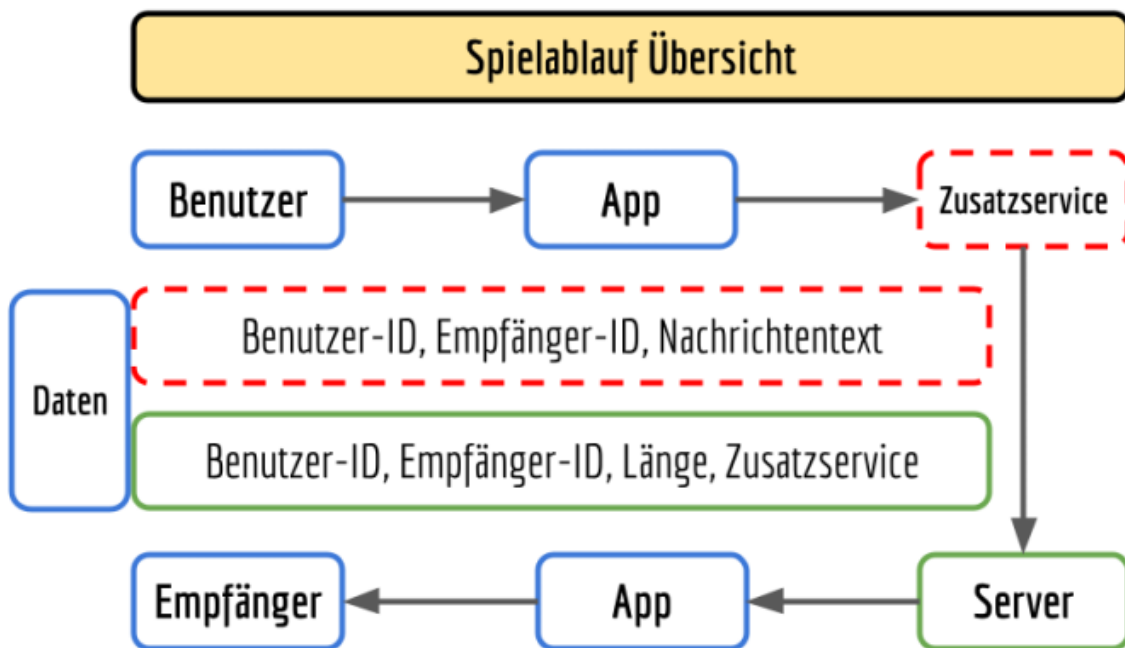 Spielablauf Übersicht
Benutzer
App
Zusatzservice
Daten
Benutzer-ID, Empfänger-ID, Nachrichtentext
Benutzer-ID, Empfänger-ID, Länge, Zusatzservice
Empfänger
App
Server